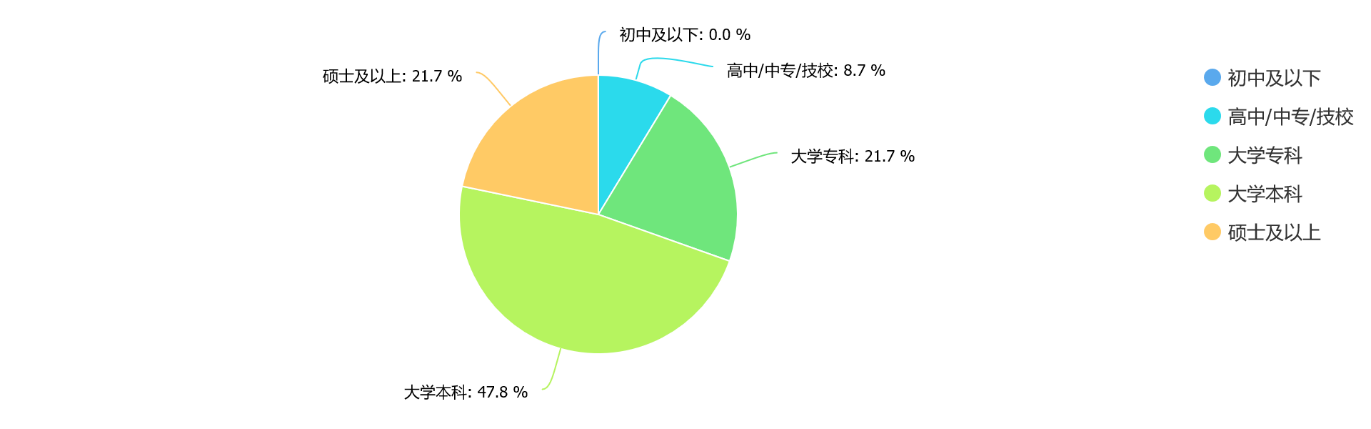 初中及以下: 0.0 %
高中/中专/技校: 8.7 %
硕士及以上: 21.7 %
大学专科: 21.7 %
大学本科: 47.8 %
初中及以下
高中/中专/技校
大学专科
大学本科
硕士及以上